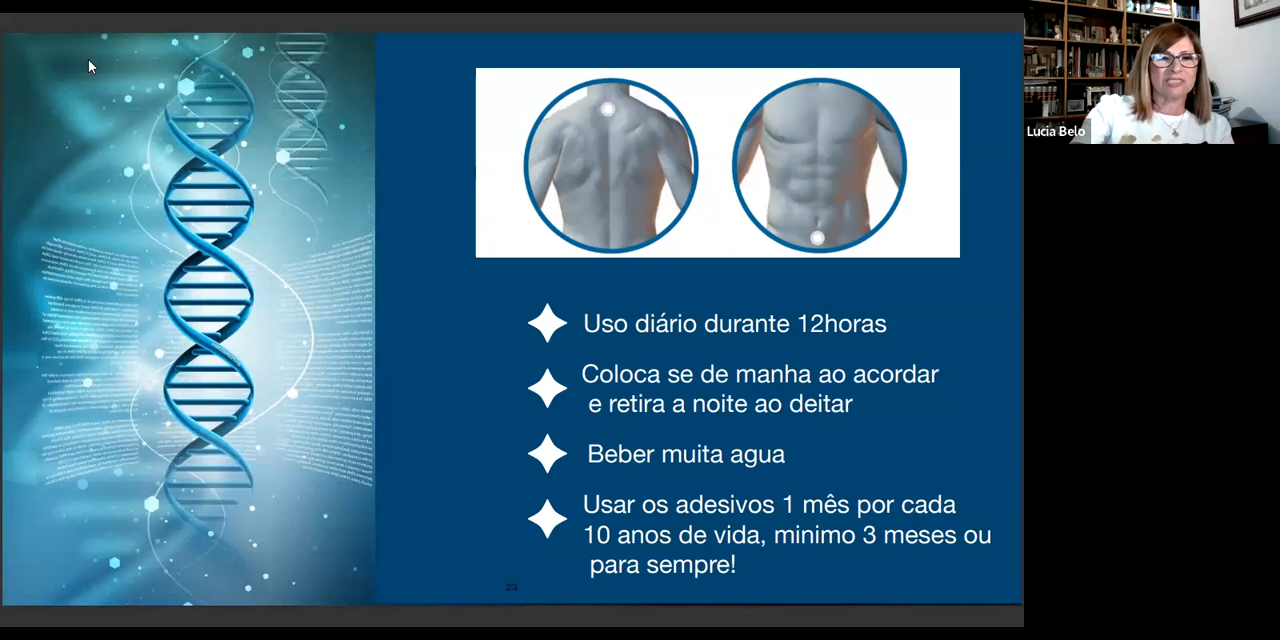 Lucia Belo
Uso diário durante 12horas
Coloca se de manha ao acordar
e retira a noite ao deitar
Beber muita agua
Usar os adesivos 1 mês por cada
10 anos de vida, minimo 3 meses ou
para sempre!
23